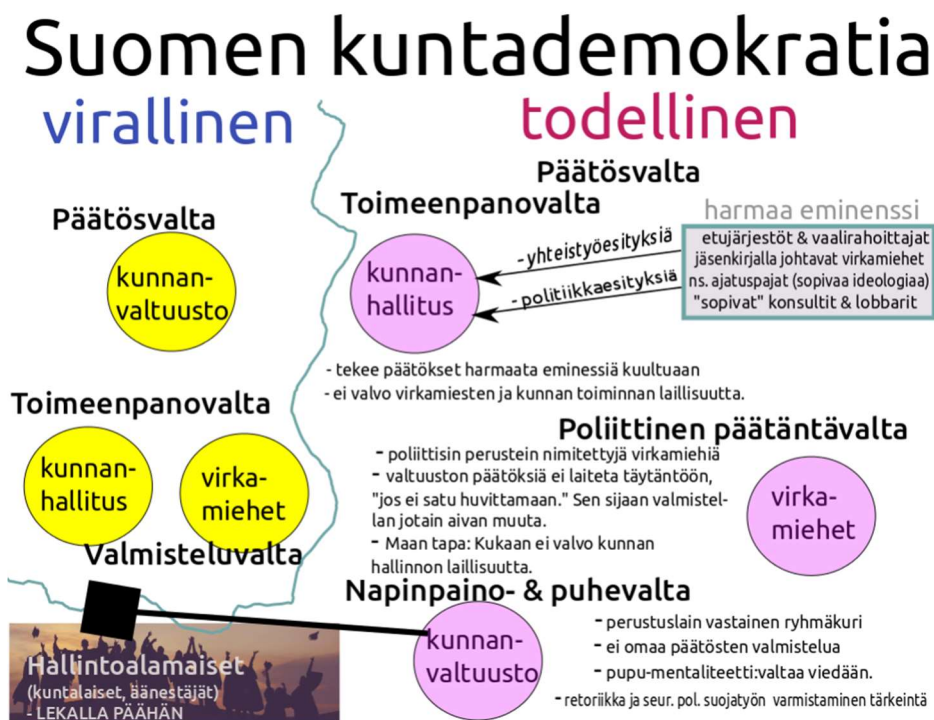 Suomen kuntademokratia
virallinen
todellinen
Päätösvalta
kunnan-
valtuusto
Toimeenpanovalta
kunnan-
hallitus
virka-
miehet
Valmisteluvalta
Hallintoalamaiset
(kuntalaiset, äänestäjät)
- LEKALLA PÄÄHÄN
Päätösvalta
Toimeenpanovalta
kunnan-
hallitus
- yhteistyöesityksiä
- politiikkaesityksiä
harmaa eminenssi
etujärjestöt & vaalirahoittajat
jäsenkirjalla johtavat virkamiehet
ns. ajatuspajat (sopivaa ideologiaa)
"sopivat" konsultit & lobbarit
- tekee päätökset harmaata eminessiä kuultuaan
- ei valvo virkamiesten ja kunnan toiminnan laillisuutta.
Poliittinen päätäntävalta
- poliittisin perustein nimitettyjä virkamiehiä
- valtuuston päätöksiä ei laiteta täytäntöön,
"jos ei satu huvittamaan." Sen sijaan valmistel-
lan jotain aivan muuta.
- Maan tapa: Kukaan ei valvo kunnan
hallinnon laillisuutta.
virka-
miehet
Napinpaino- & puhevalta
kunnan-
valtuusto
- perustuslain vastainen ryhmäkuri
- ei omaa päätösten valmistelua
- pupu-mentaliteetti:valtaa viedään.
- retoriikka ja seur. pol. suojatyön varmistaminen tärkeintä